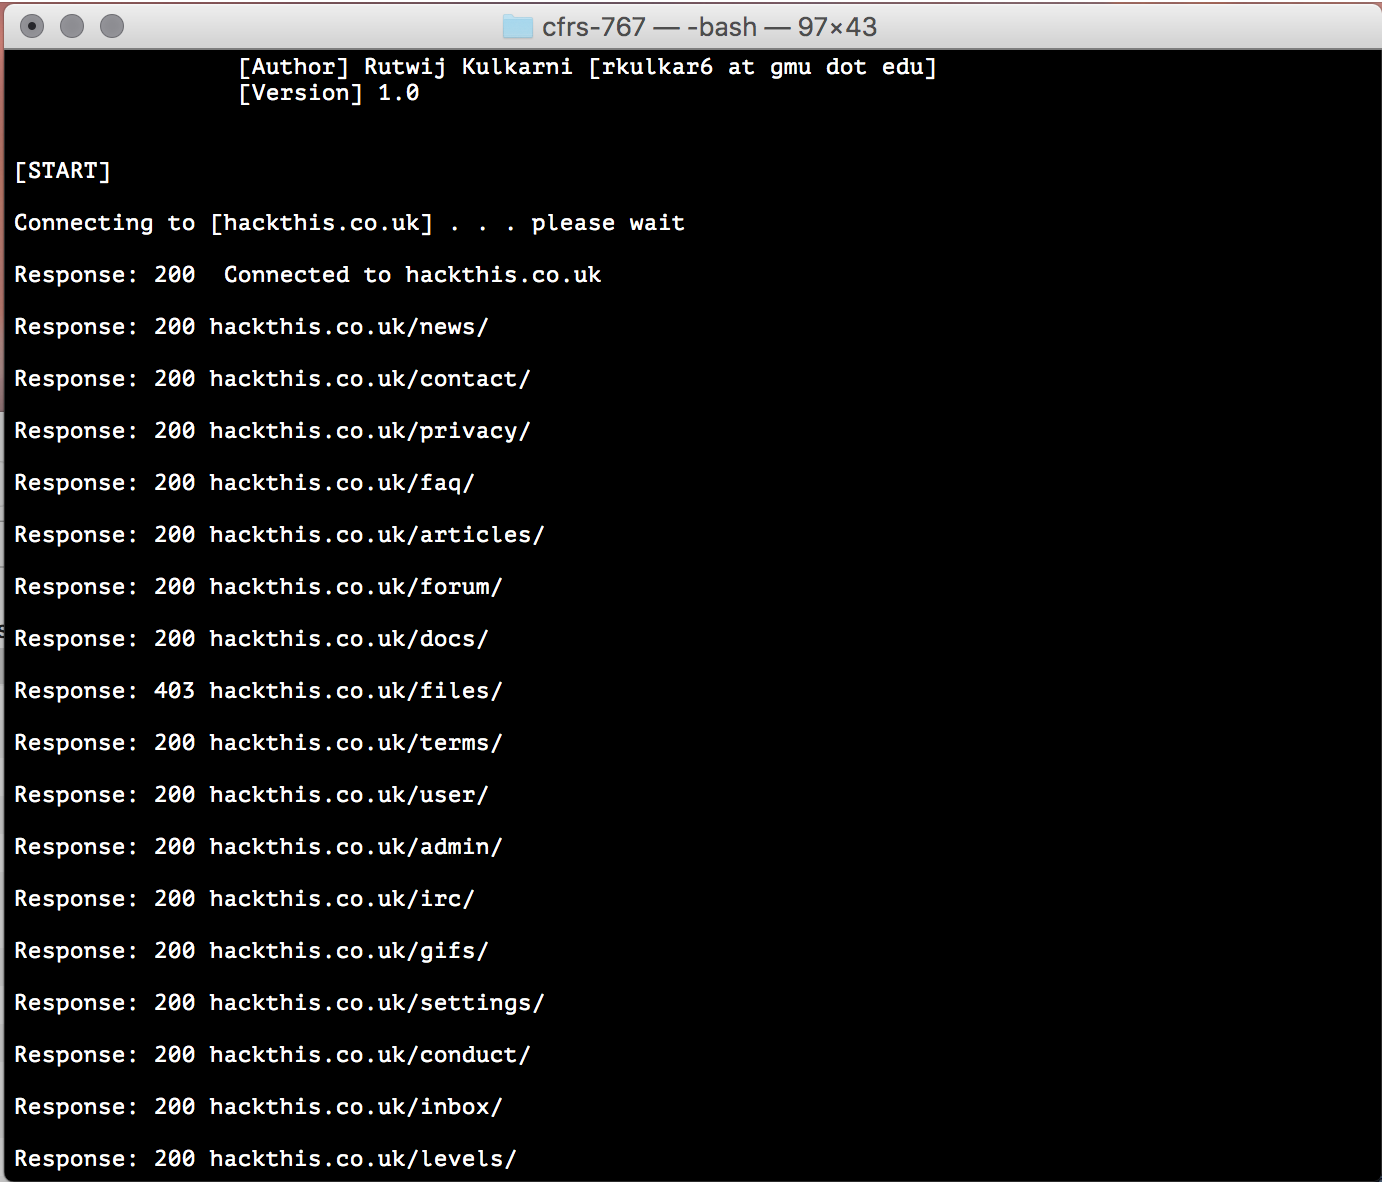 cfrs-767 — -bash — 97×43
[Author] Rutwij Kulkarni [rkulkar6 at gmu dot edu]
[Version] 1.0
[START]
Connecting to [hackthis.co.uk] . . . please wait
Response: 200  Connected to hackthis.co.uk
Response: 200 hackthis.co.uk/news/
Response: 200 hackthis.co.uk/contact/
Response: 200 hackthis.co.uk/privacy/
Response: 200 hackthis.co.uk/faq/
Response: 200 hackthis.co.uk/articles/
Response: 200 hackthis.co.uk/forum/
Response: 200 hackthis.co.uk/docs/
Response: 403 hackthis.co.uk/files/
Response: 200 hackthis.co.uk/terms/
Response: 200 hackthis.co.uk/user/
Response: 200 hackthis.co.uk/admin/
Response: 200 hackthis.co.uk/irc/
Response: 200 hackthis.co.uk/gifs/
Response: 200 hackthis.co.uk/settings/
Response: 200 hackthis.co.uk/conduct/
Response: 200 hackthis.co.uk/inbox/
Response: 200 hackthis.co.uk/levels/